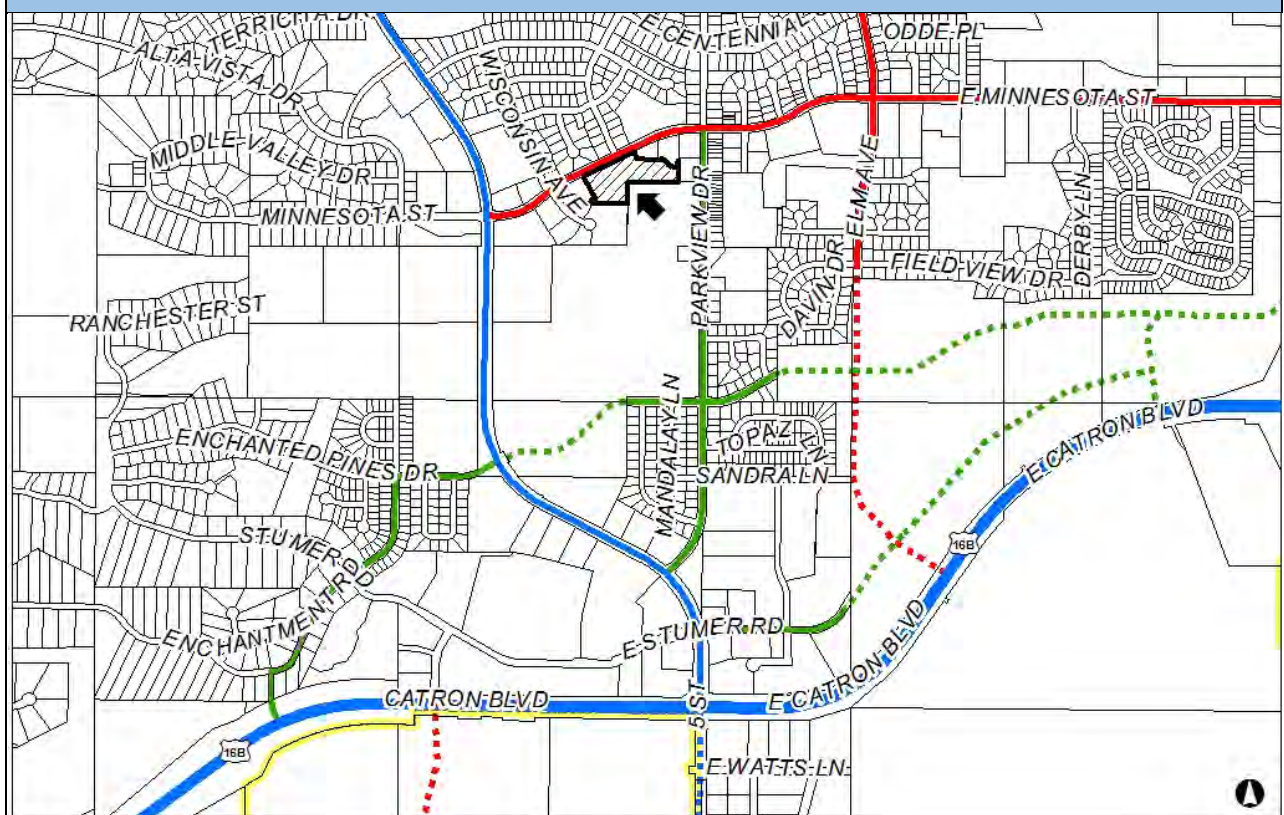 TERRICITA DR
E CENTENNIAL
ODDE PL
ALTA VISTA DR
WISCONSIN AVE
E MINNESOTA ST
MIDDLE VALLEY DR
MINNESOTA ST
PARKVIEW DR
ELM AVE
DERBY LN
DAVIN DR
FIELD VIEW DR
RANCHESTER ST
MANDALAY LN
TOPAZ LN
E CATRON BLVD
ENCHANTED PINES DR
SANDRA LN
STUMER RD
16B
ENCHANTMENT RD
E STUMER RD
E CATRON BLVD
CATRON BLVD
5 ST
16B
E WATTS LN